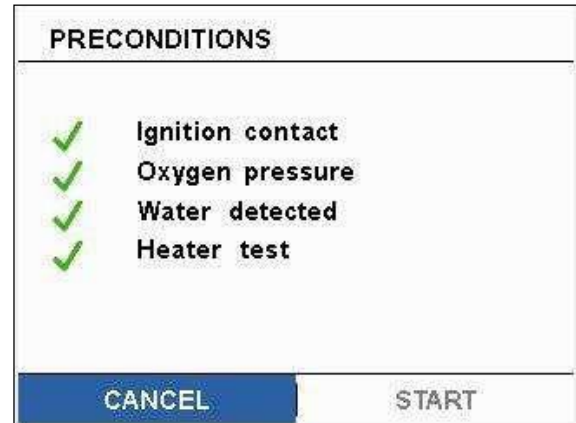 PRECONDITIONS
Ignition contact
Oxygen pressure
Water detected
Heater test
CANCEL START